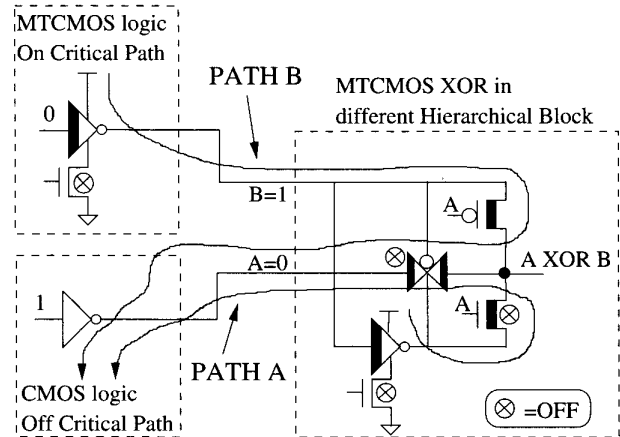 MTCMOS logic
On Critical Path
PATH B
MTCMOS XOR in
different Hierarchical Block
0
B=1
A
A=0
A XOR B
1
A
PATH A
CMOS logic
Off Critical Path
=OFF